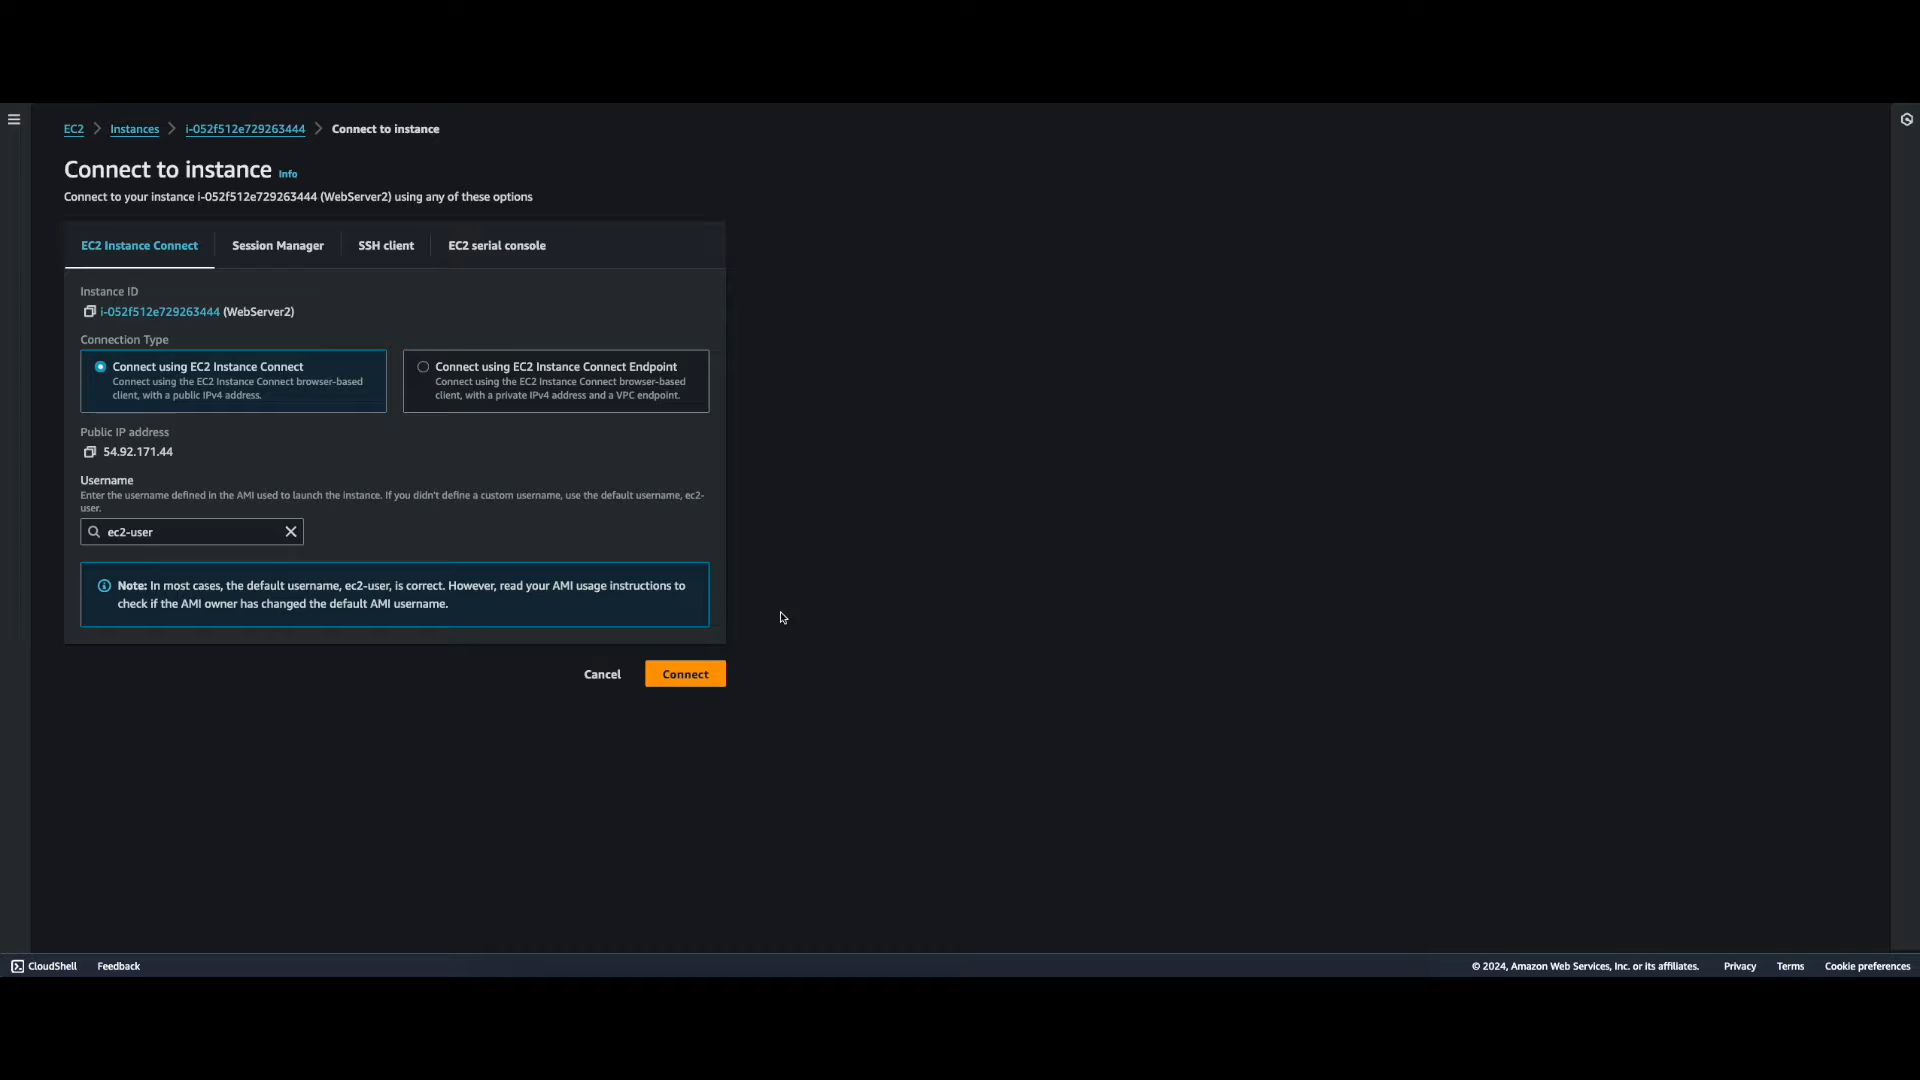 EC2 Instances i-052f512e729263444 Connect to instance
Connect to instance Info
Connect to your instance i-052f512e729263444 (WebServer2) using any of these options
EC2 Instance Connect Session Manager SSH client EC2 serial console
Instance ID
i-052f512e729263444 (WebServer2)
Connection Type
Connect using EC2 Instance Connect
Connect using the EC2 Instance Connect browser-based
client, with a public IPv4 address.
Connect using EC2 Instance Connect Endpoint
Connect using the EC2 Instance Connect browser-based
client, with a private IPv4 address and a VPC endpoint.
Public IP address
54.92.171.44
Username
Enter the username defined in the AMI used to launch the instance. If you didn't define a custom username, use the default username, ec2-
user.
ec2-user
Note: In most cases, the default username, ec2-user, is correct. However, read your AMI usage instructions to
check if the AMI owner has changed the default AMI username.
Cancel Connect
CloudShell Feedback © 2024, Amazon Web Services, Inc. or its affiliates. Privacy Terms Cookie preferences